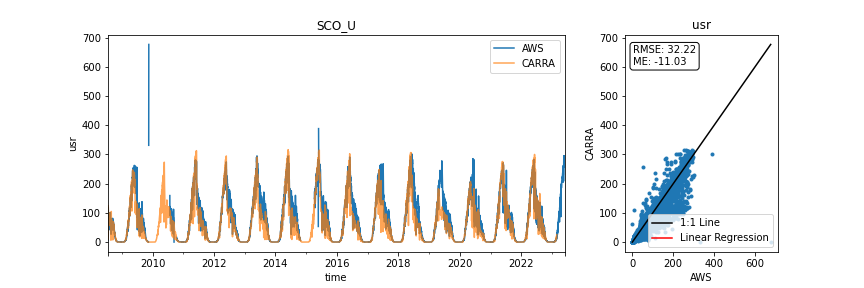 SCO_U
700
600
500
400
300
200
100
0
usr
2010
2012
2014
2016
2018
2020
2022
time
AWS
CARRA
usr
700
600
500
400
300
200
100
0
CARRA
RMSE: 32.22
ME: -11.03
1:1 Line
Linear Regression
0
200
400
600
AWS